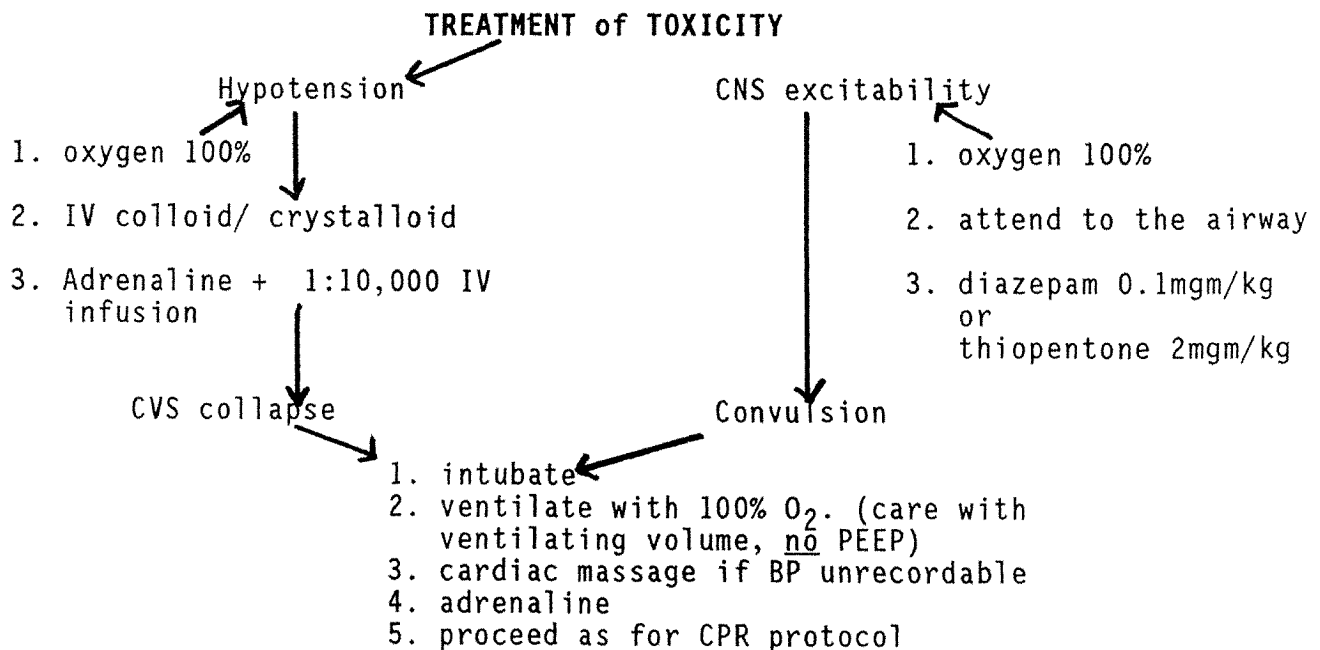 TREATMENT of TOXICITY
Hypotension
1. oxygen 100%
2. IV colloid/ crystalloid
3. Adrenaline + 1:10,000 IV
infusion
CVS collapse
CNS excitability
1. oxygen 100%
2. attend to the airway
3. diazepam 0.1mgm/kg
or
thiopentone 2mgm/kg
Convulsion
1. intubate
2. ventilate with 100% O₂. (care with
ventilating volume, no PEEP)
3. cardiac massage if BP unrecordable
4. adrenaline
5. proceed as for CPR protocol